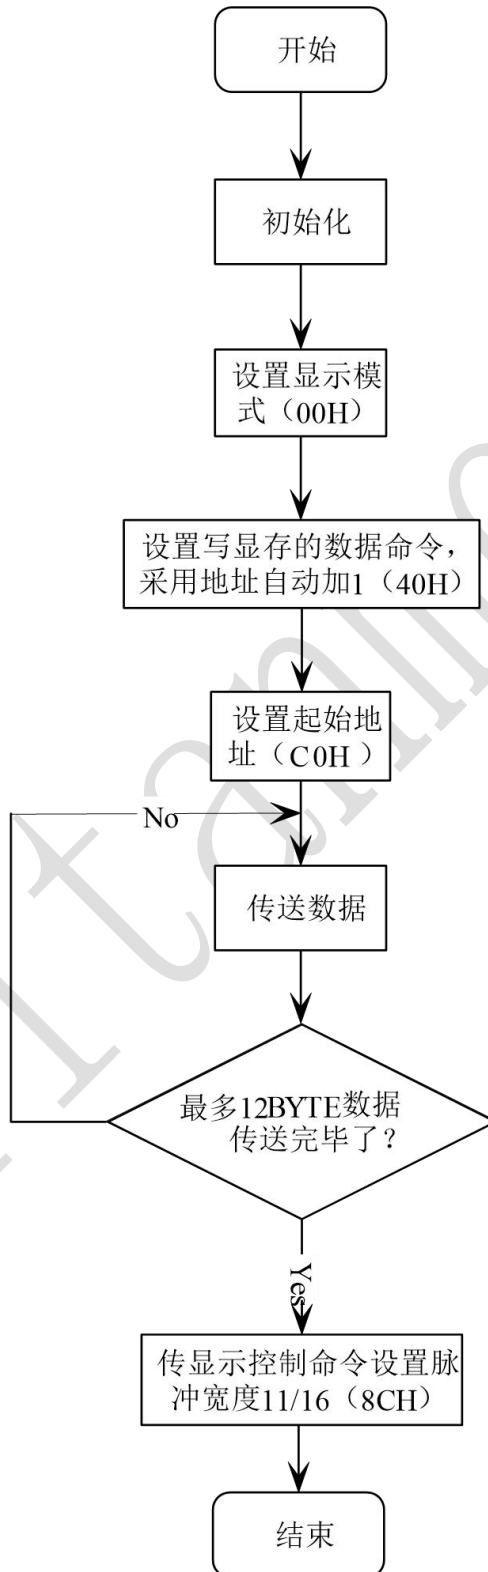 开始
初始化
设置显示模
式（00H）
设置写显存的数据命令，
采用地址自动加1（40H）
设置起始地
址（C0H）
No
传送数据
最多12BYTE数据
传送完毕了？
Yes
传显示控制命令设置脉
冲宽度11/16（8CH）
结束